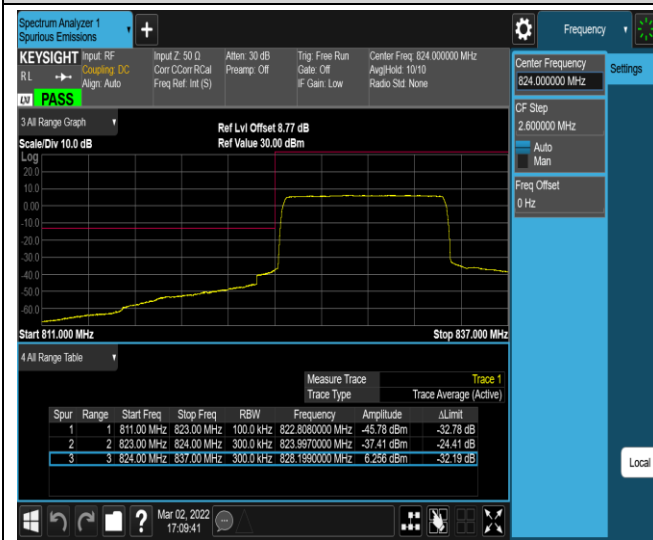 Spectrum Analyzer 1
Spurious Emissions
+
Frequency
KEYSIGHT
R L
LXI
PASS
Input: RF
Coupling: DC
Align: Auto
Input Z: 50 Ω
Corr CCorr RCal
Freq Ref: Int (S)
Atten: 30 dB
Preamp: Off
Trig: Free Run
Gate: Off
IF Gain: Low
Center Freq: 824.000000 MHz
Avg|Hold: 10/10
Radio Std: None
Center Frequency
824.000000 MHz
Settings
CF Step
2.600000 MHz
Auto
Man
Freq Offset
0 Hz
3 All Range Graph
Scale/Div 10.0 dB
Ref Lvl Offset 8.77 dB
Ref Value 30.00 dBm
Log
20.0
10.0
0.00
-10.0
-20.0
-30.0
-40.0
-50.0
-60.0
Start 811.000 MHz
Stop 837.000 MHz
4 All Range Table
Measure Trace Trace 1
Trace Type Trace Average (Active)
Spur Range Start Freq Stop Freq RBW Frequency Amplitude ΔLimit
1 1 811.00 MHz 823.00 MHz 100.0 kHz 822.8080000 MHz -45.78 dBm -32.78 dB
2 2 823.00 MHz 824.00 MHz 300.0 kHz 823.9970000 MHz -37.41 dBm -24.41 dB
3 3 824.00 MHz 837.00 MHz 300.0 kHz 828.1990000 MHz 6.256 dBm -32.19 dB
Local
?
Mar 02, 2022
17:09:41